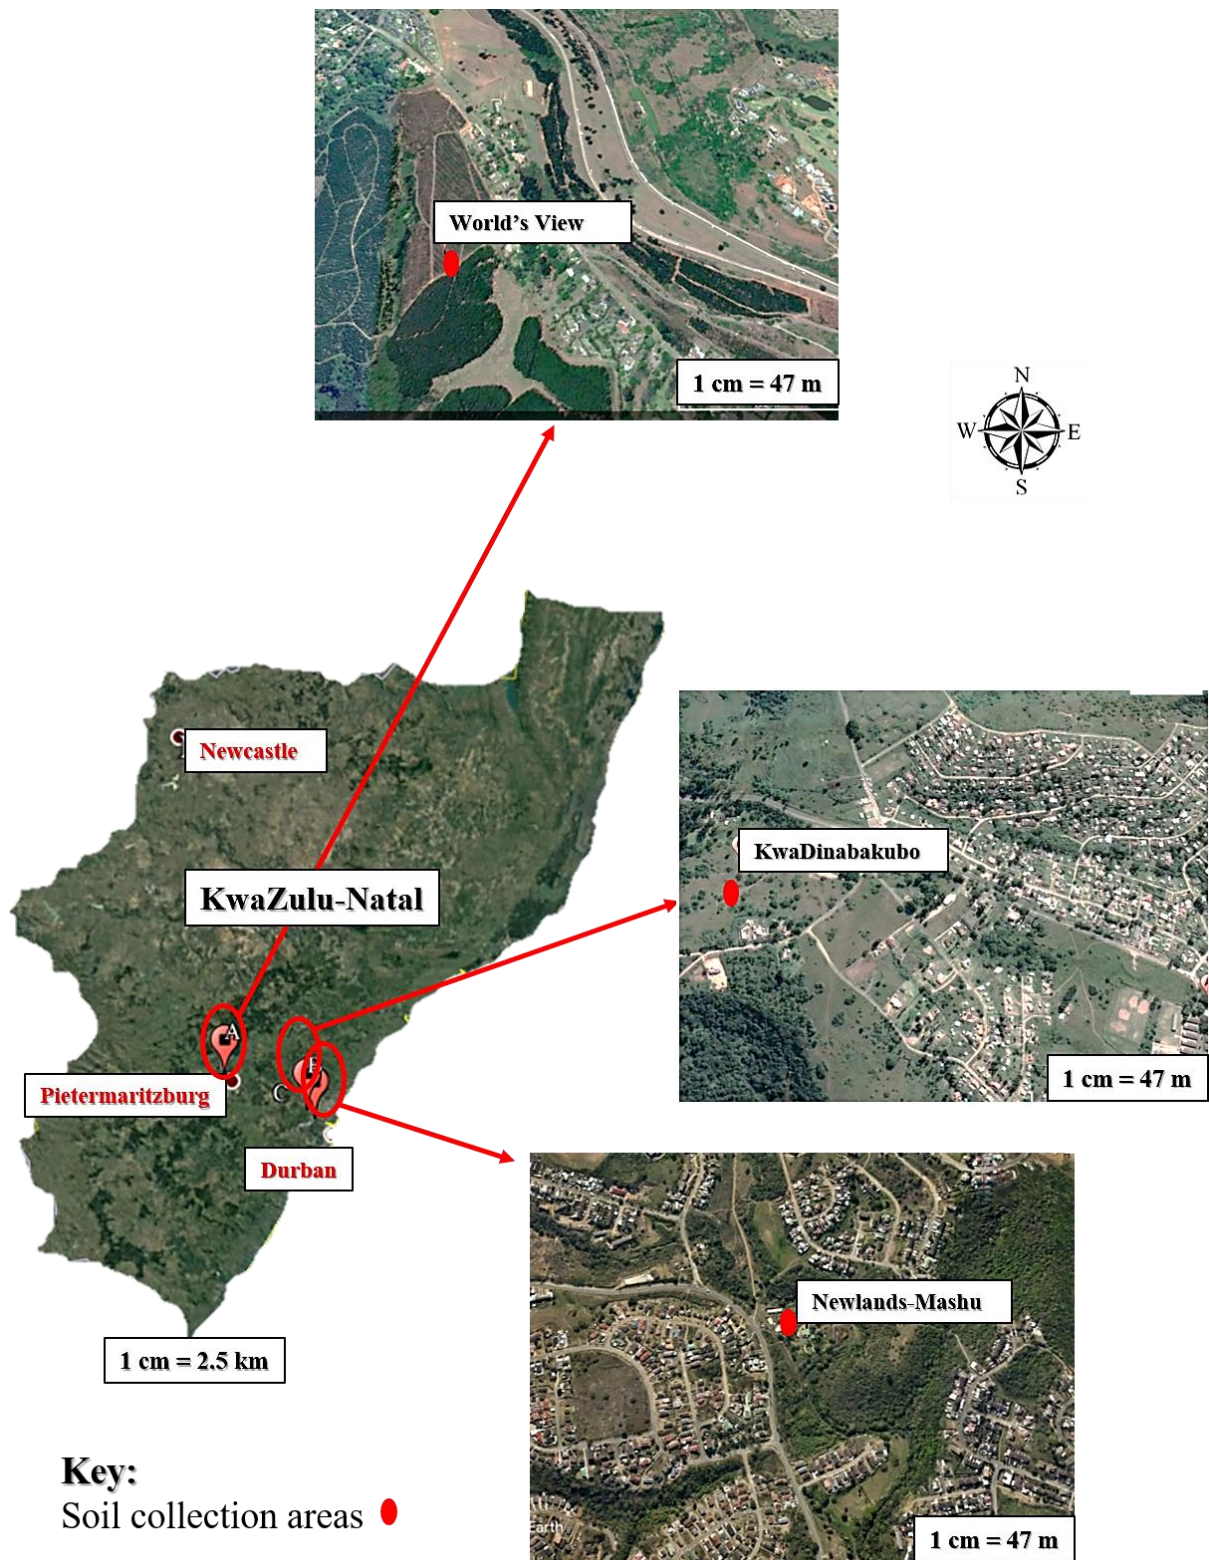 World's View
1 cm = 47 m
N
W
E
S
Newcastle
KwaZulu-Natal
KwaDinabakubo
A
C
Pietermaritzburg
1 cm = 47 m
Durban
Newlands-Mashu
1 cm = 2.5 km
Key:
Soil collection areas
Earth
1 cm = 47 m